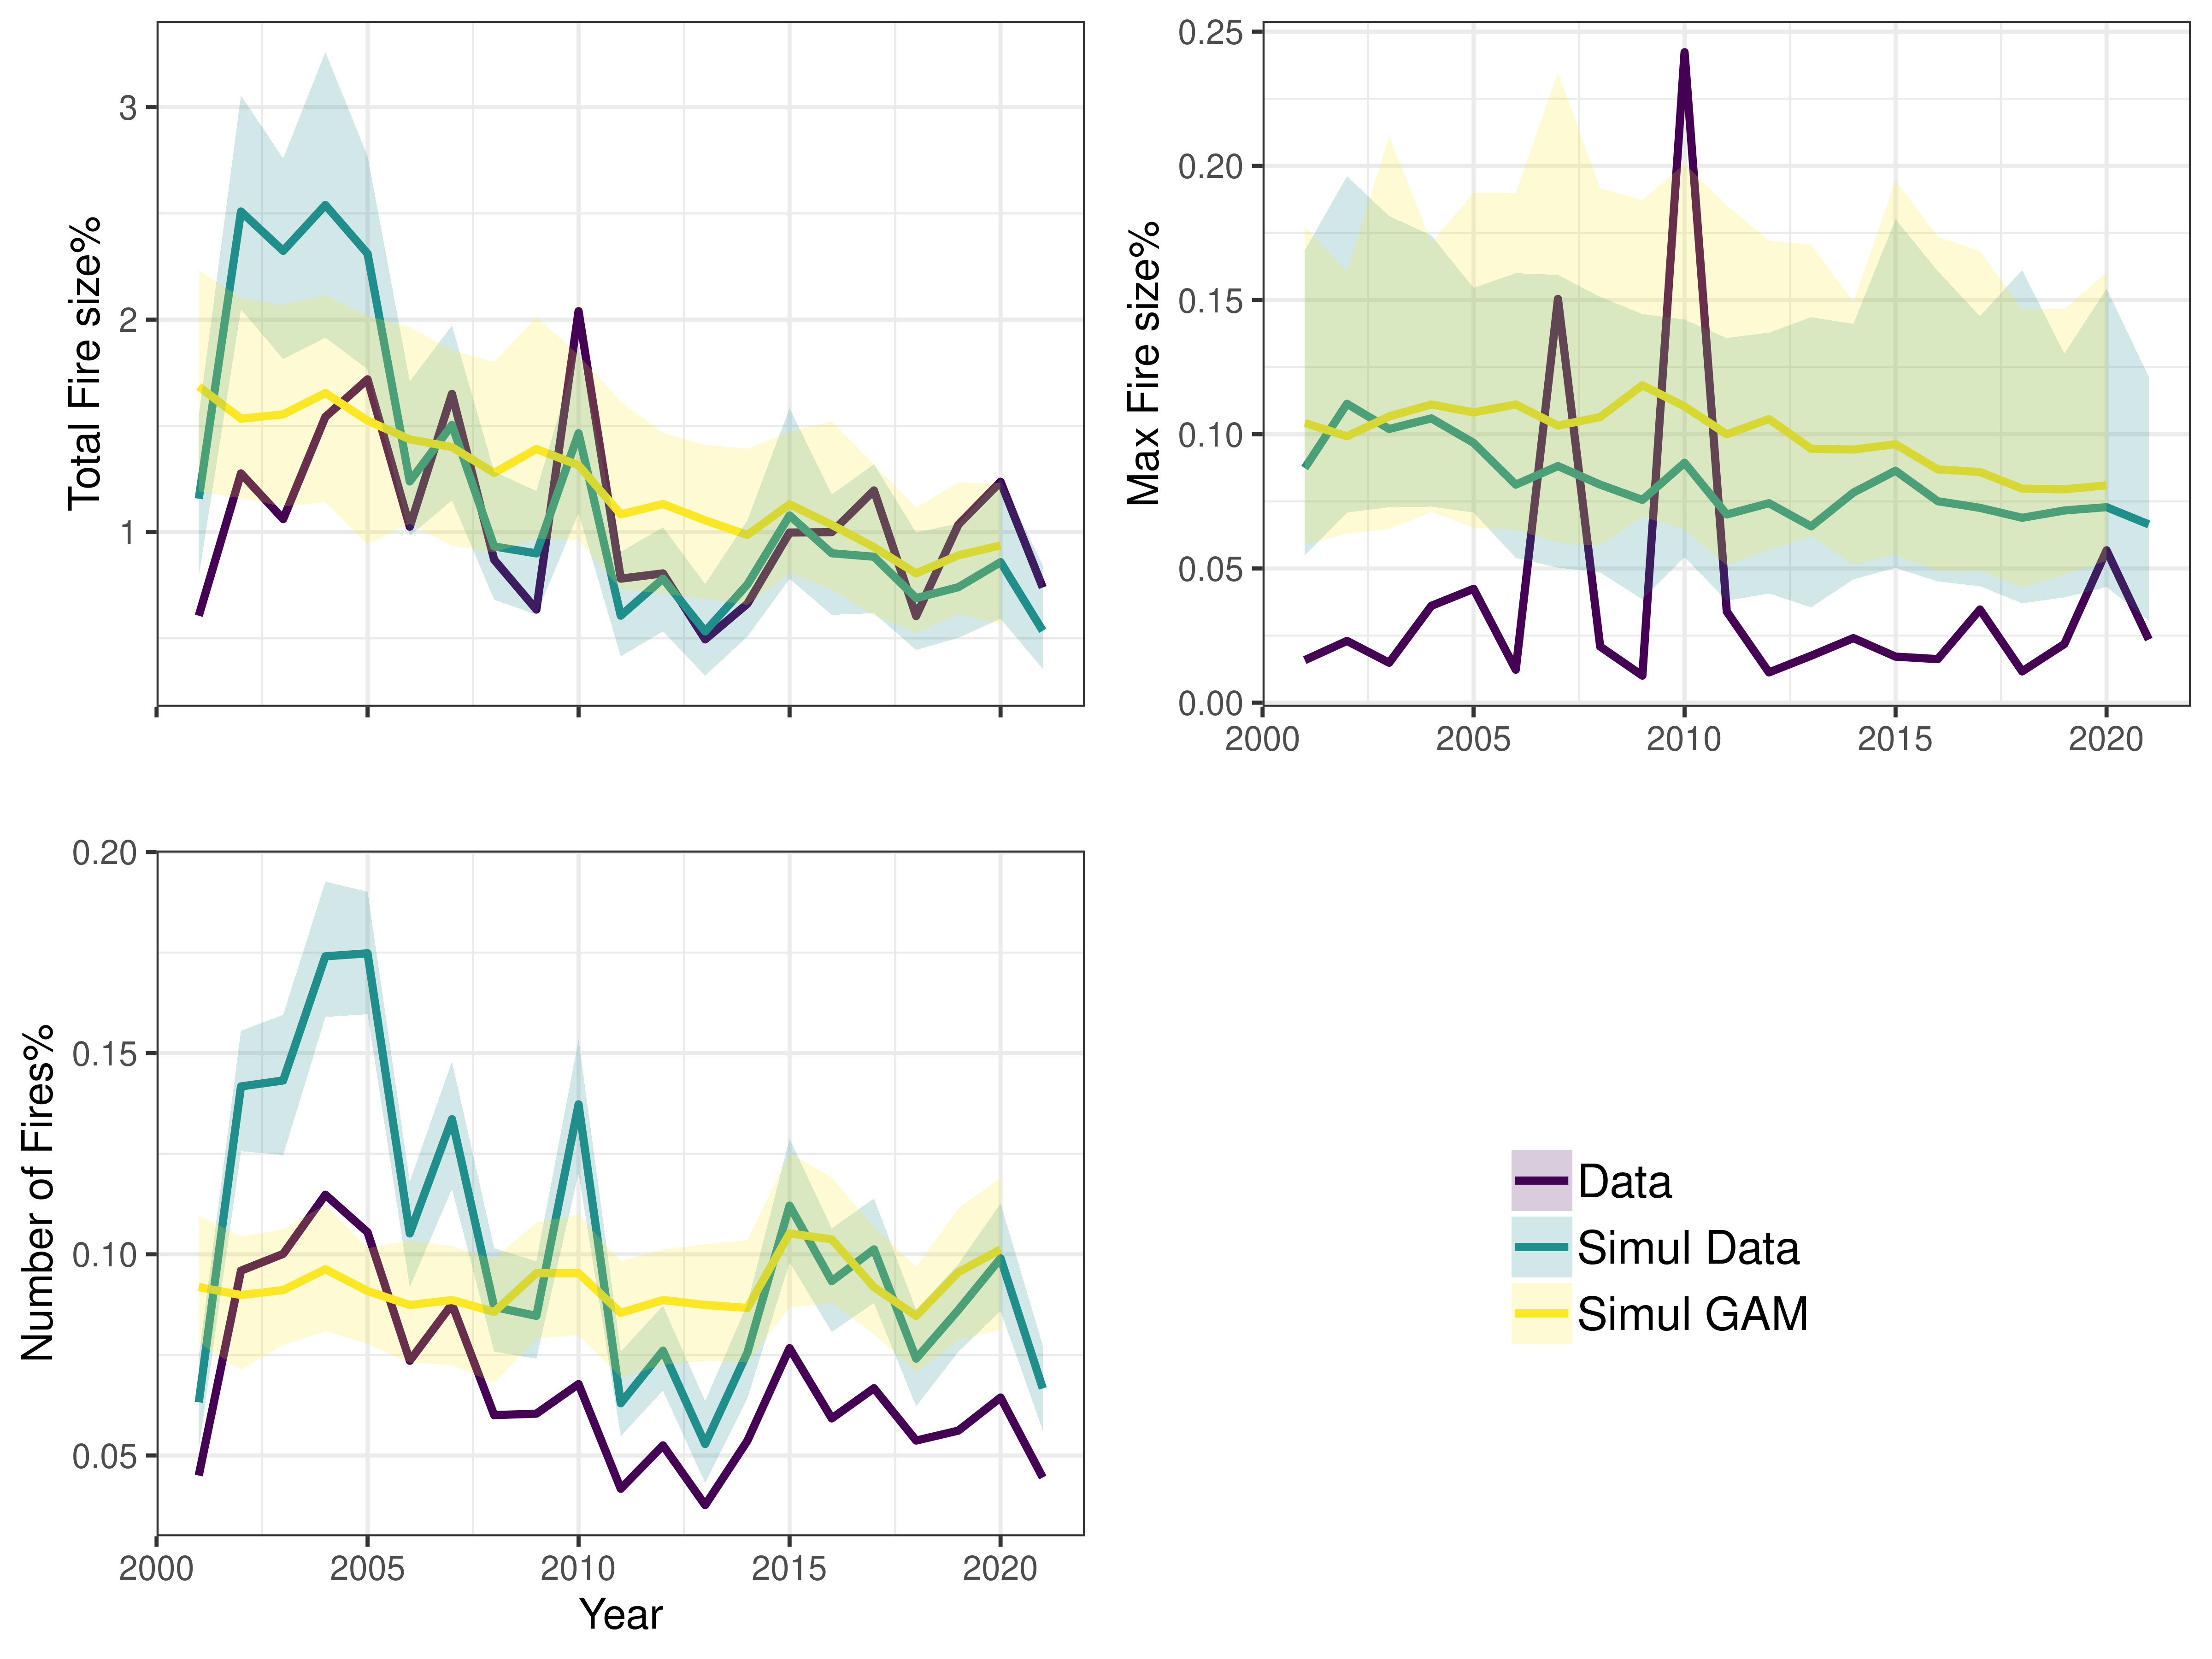 Total Fire size%
3
2
1
Max Fire size%
0.25
0.20
0.15
0.10
0.05
0.00
2000 2005 2010 2015 2020
Number of Fires%
0.20
0.15
0.10
0.05
2000 2005 2010 2015 2020
Year
Data
Simul Data
Simul GAM